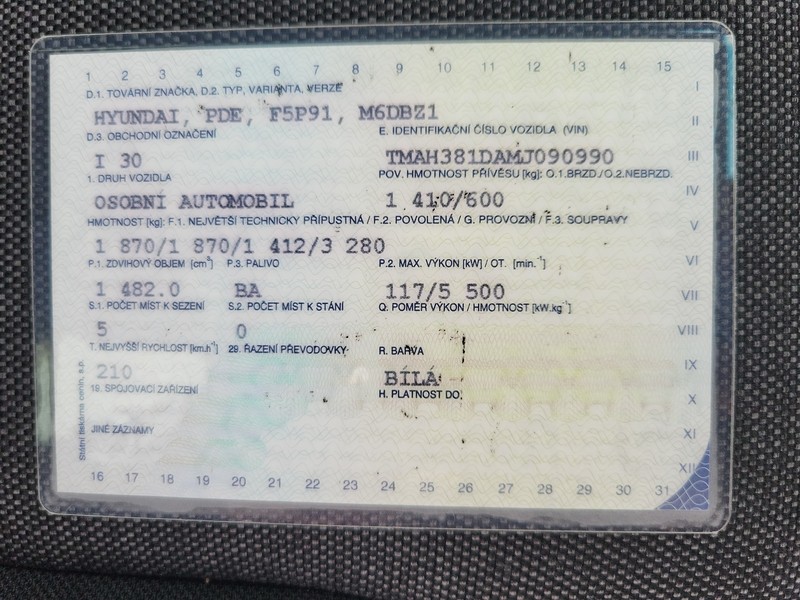 1 2 3 4 5 6 7 8 9 10 11 12 13 14 15
D.1. TOVÁRNÍ ZNAČKA, D.2. TYP, VARIANTA, VERZE
I
HYUNDAI, PDE, F5P91, M6DBZ1
II
D.3. OBCHODNÍ OZNAČENÍ E. IDENTIFIKAČNÍ ČÍSLO VOZIDLA (VIN)
I 30 TMAH381DAMJ090990
III
1. DRUH VOZIDLA POV. HMOTNOST PŘÍVĚSU [kg]: O.1.BRZD./O.2.NEBRZD.
OSOBNÍ AUTOMOBIL 1 410/600
IV
HMOTNOST [kg]: F.1. NEJVĚTŠÍ TECHNICKY PŘÍPUSTNÁ / F.2. POVOLENÁ / G. PROVOZNÍ / F.3. SOUPRAVY
V
1 870/1 870/1 412/3 280
P.1. ZDVIHOVÝ OBJEM [cm³] P.3. PALIVO P.2. MAX. VÝKON [kW] / OT. [min.⁻¹]
VI
1 482.0 BA 117/5 500
VII
S.1. POČET MÍST K SEZENÍ S.2. POČET MÍST K STÁNÍ Q. POMĚR VÝKON / HMOTNOST [kW.kg⁻¹]
5 0
VIII
T. NEJVYŠŠÍ RYCHLOST [km.h⁻¹] 29. ŘAZENÍ PŘEVODOVKY R. BARVA
210 BÍLÁ
IX
19. SPOJOVACÍ ZAŘÍZENÍ H. PLATNOST DO
X
JINÉ ZÁZNAMY
XI
XII
16 17 18 19 20 21 22 23 24 25 26 27 28 29 30 31
Státní tiskárna cenin, s.p.